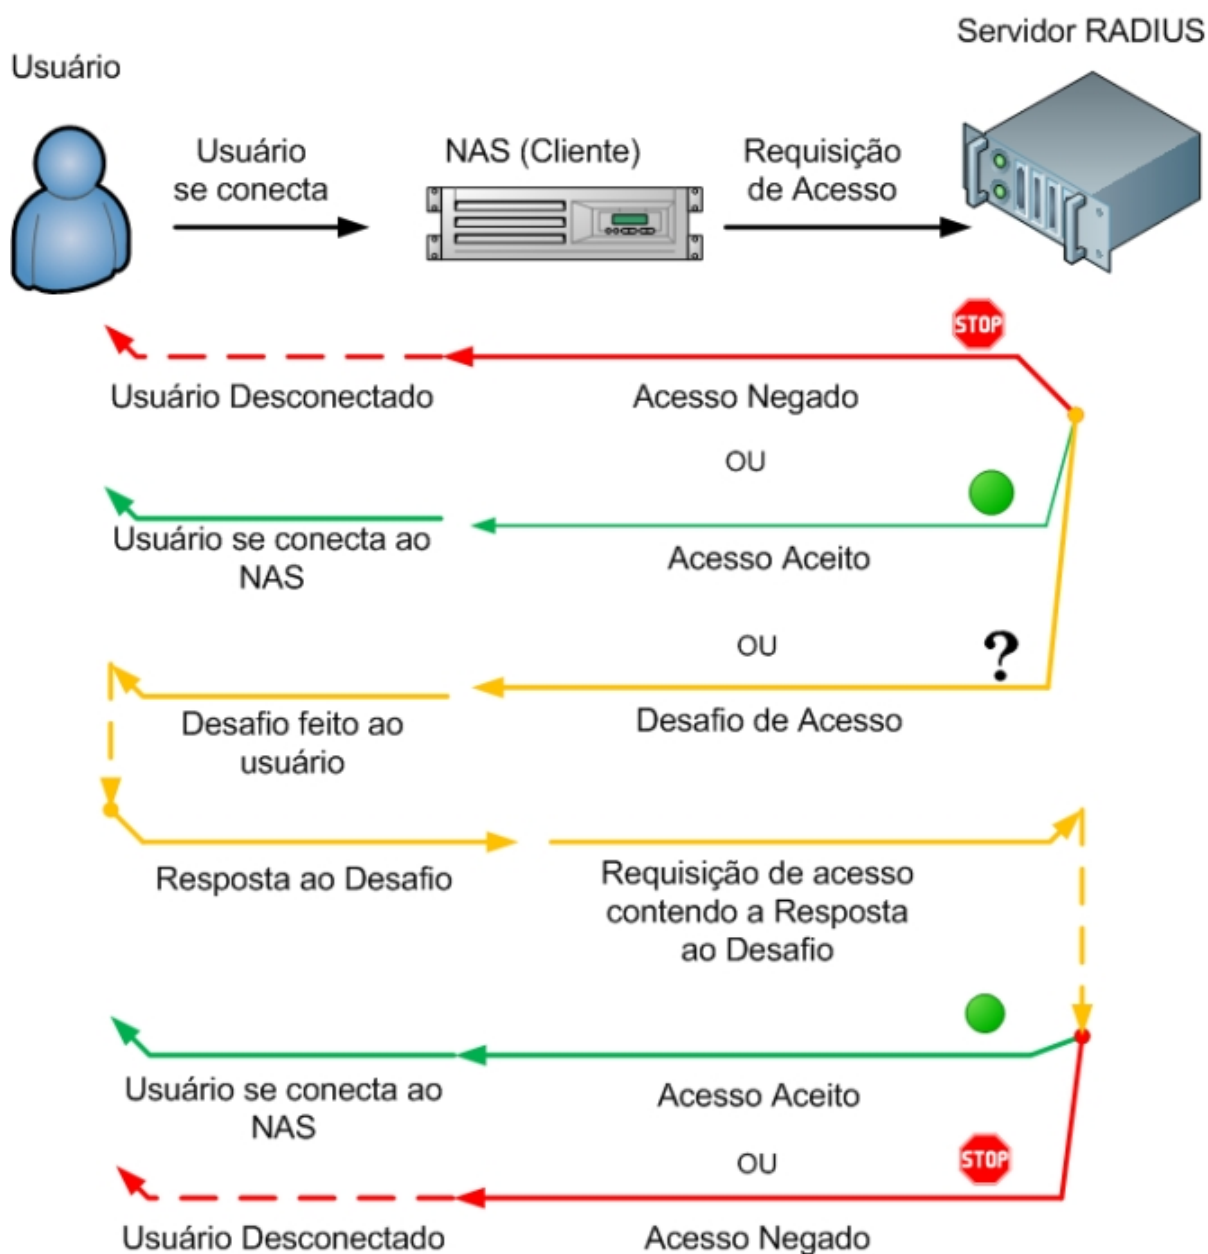 Servidor RADIUS
Usuário
Usuário
se conecta
NAS (Cliente)
Requisição
de Acesso
STOP
Usuário Desconectado
Acesso Negado
OU
Usuário se conecta ao
NAS
Acesso Aceito
OU
?
Desafio feito ao
usuário
Desafio de Acesso
Resposta ao Desafio
Requisição de acesso
contendo a Resposta
ao Desafio
Usuário se conecta ao
NAS
Acesso Aceito
OU
STOP
Usuário Desconectado
Acesso Negado